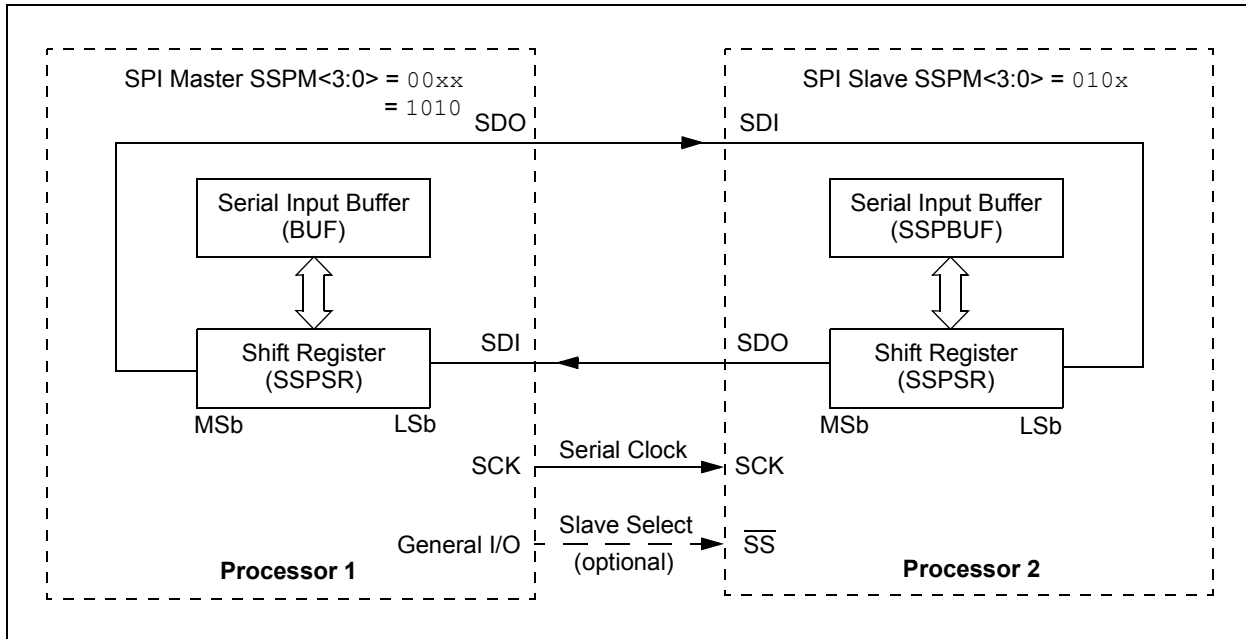 SPI Master SSPM<3:0> = 00xx
= 1010
SDO
Serial Input Buffer
(BUF)
Shift Register
(SSPSR)
MSb
LSb
SDI
SCK
General I/O
Processor 1
Serial Clock
Slave Select
(optional)
SPI Slave SSPM<3:0> = 010x
SDI
Serial Input Buffer
(SSPBUF)
SDO
Shift Register
(SSPSR)
MSb
LSb
SCK
S̅S̅
Processor 2